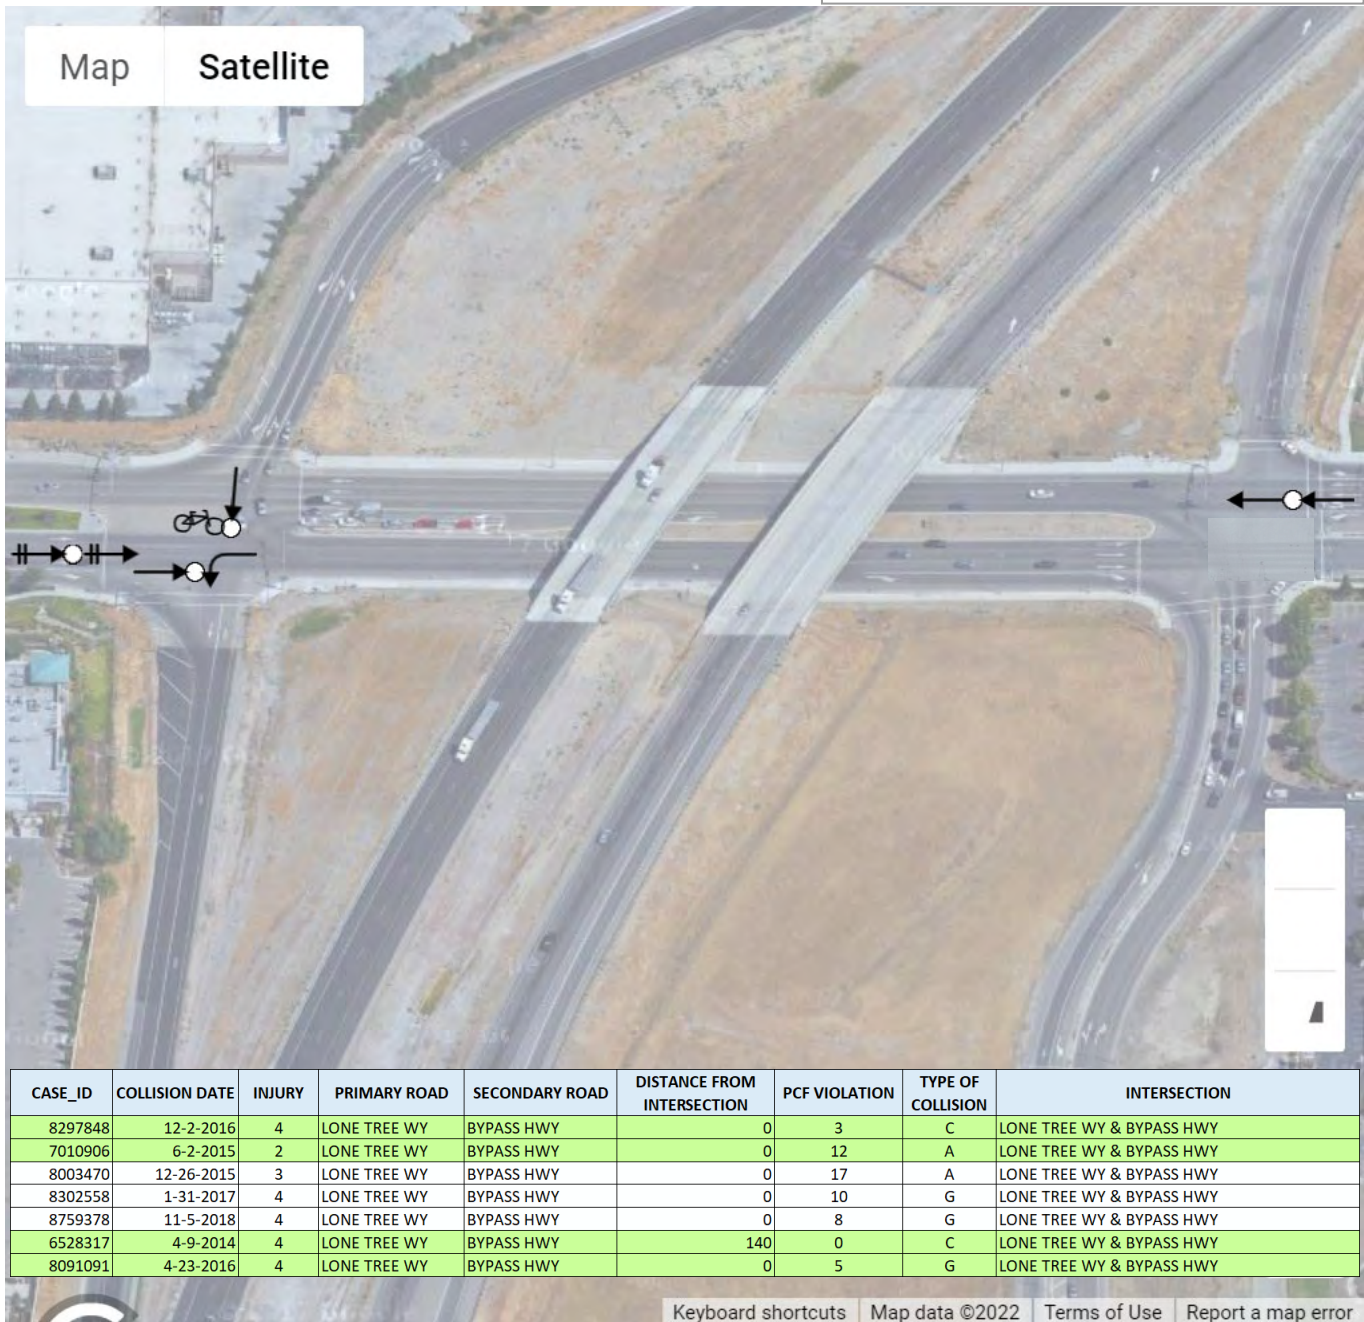 Map Satellite
CASE_ID COLLISION DATE INJURY PRIMARY ROAD SECONDARY ROAD DISTANCE FROM INTERSECTION PCF VIOLATION TYPE OF COLLISION INTERSECTION
8297848 12-2-2016 4 LONE TREE WY BYPASS HWY 0 3 C LONE TREE WY & BYPASS HWY
7010906 6-2-2015 2 LONE TREE WY BYPASS HWY 0 12 A LONE TREE WY & BYPASS HWY
8003470 12-26-2015 3 LONE TREE WY BYPASS HWY 0 17 A LONE TREE WY & BYPASS HWY
8302558 1-31-2017 4 LONE TREE WY BYPASS HWY 0 10 G LONE TREE WY & BYPASS HWY
8759378 11-5-2018 4 LONE TREE WY BYPASS HWY 0 8 G LONE TREE WY & BYPASS HWY
6528317 4-9-2014 4 LONE TREE WY BYPASS HWY 140 0 C LONE TREE WY & BYPASS HWY
8091091 4-23-2016 4 LONE TREE WY BYPASS HWY 0 5 G LONE TREE WY & BYPASS HWY
Keyboard shortcuts Map data ©2022 Terms of Use Report a map error